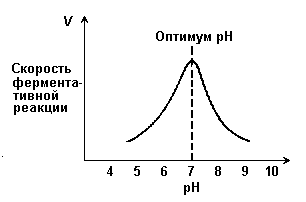 V
Оптимум pH
Скорость
фермента-
тивной
реакции
4 5 6 7 8 9 10
pH